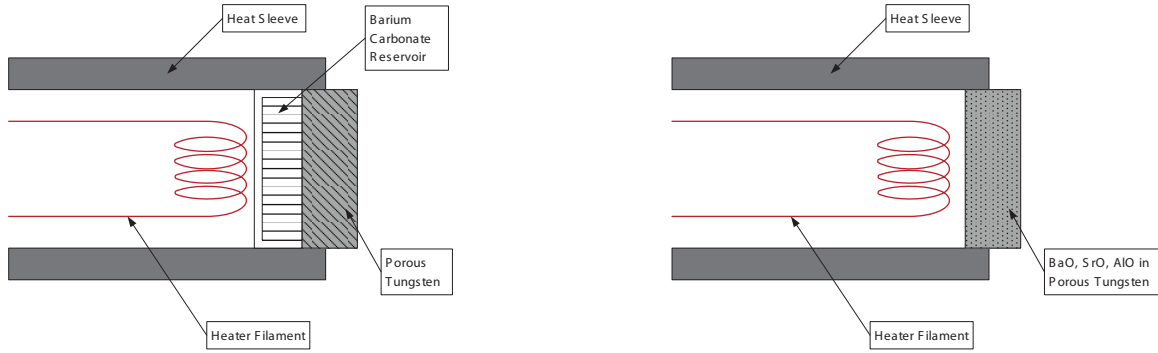 Heat Sleeve
Barium
Carbonate
Reservoir
Porous
Tungsten
Heater Filament
Heat Sleeve
BaO, SrO, AlO in
Porous Tungsten
Heater Filament